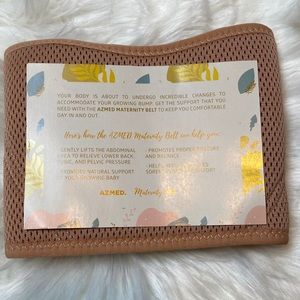 YOUR BODY IS ABOUT TO UNDERGO INCREDIBLE CHANGES TO
ACCOMMODATE YOUR GROWING BUMP. GET THE SUPPORT THAT YOU
NEED WITH THE AZMED MATERNITY BELT TO KEEP YOU COMFORTABLE
DAY IN AND OUT
Here's how the AZMED Maternity Belt can help you:
GENTLY LIFTS THE ABDOMINAL
AREA TO RELIEVE LOWER BACK,
AND PELVIC PRESSURE
PROVIDES NATURAL SUPPORT
YOUR GROWING BABY
PROMOTES PROPER POSTURE
AND BALANCE
HELPS
AZMED.
Maternity